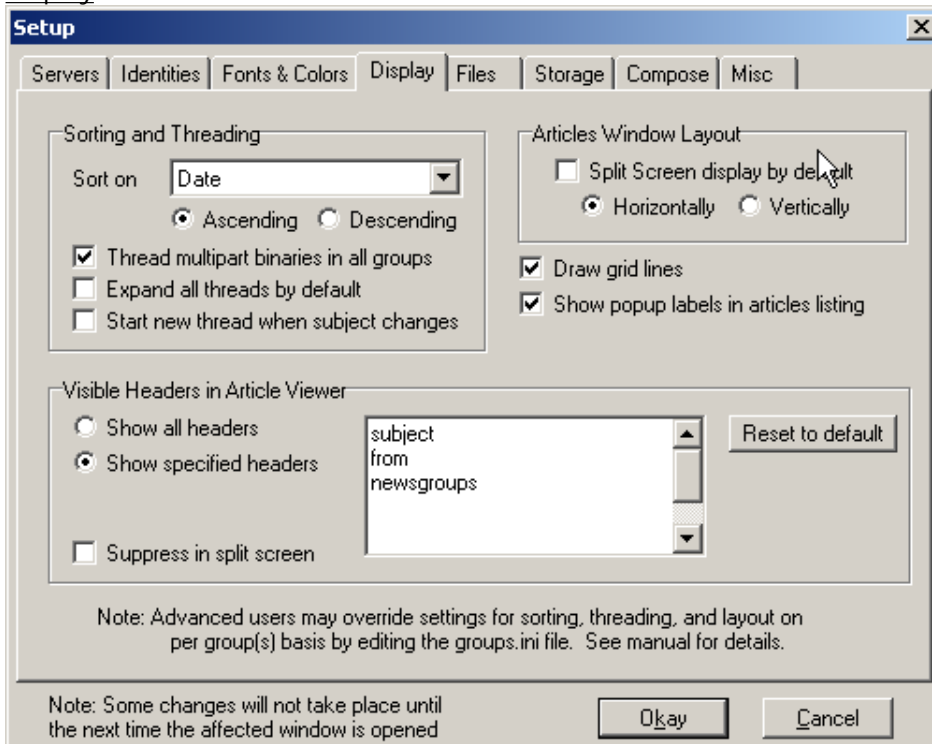 Setup
Servers Identities Fonts & Colors Display Files Storage Compose Misc
Sorting and Threading
Sort on Date
Ascending Descending
Thread multipart binaries in all groups
Expand all threads by default
Start new thread when subject changes
Articles Window Layout
Split Screen display by default
Horizontally Vertically
Draw grid lines
Show popup labels in articles listing
Visible Headers in Article Viewer
Show all headers
Show specified headers
Suppress in split screen
subject
from
newsgroups
Reset to default
Note: Advanced users may override settings for sorting, threading, and layout on
per group(s) basis by editing the groups.ini file. See manual for details.
Note: Some changes will not take place until
the next time the affected window is opened
Okay Cancel